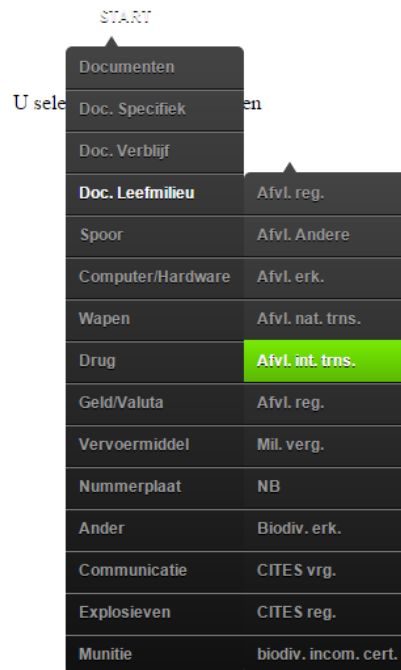 START
U sele en
Documenten
Doc. Specifiek
Doc. Verblijf
Doc. Leefmilieu
Spoor
Computer/Hardware
Wapen
Drug
Geld/Valuta
Vervoermiddel
Nummerplaat
Ander
Communicatie
Explosieven
Munitie
Afvl. reg.
Afvl. Andere
Afvl. erk.
Afvl. nat. trns.
Afvl. int. trns.
Afvl. reg.
Mil. verg.
NB
Biodiv. erk.
CITES vrg.
CITES reg.
biodiv. incom. cert.